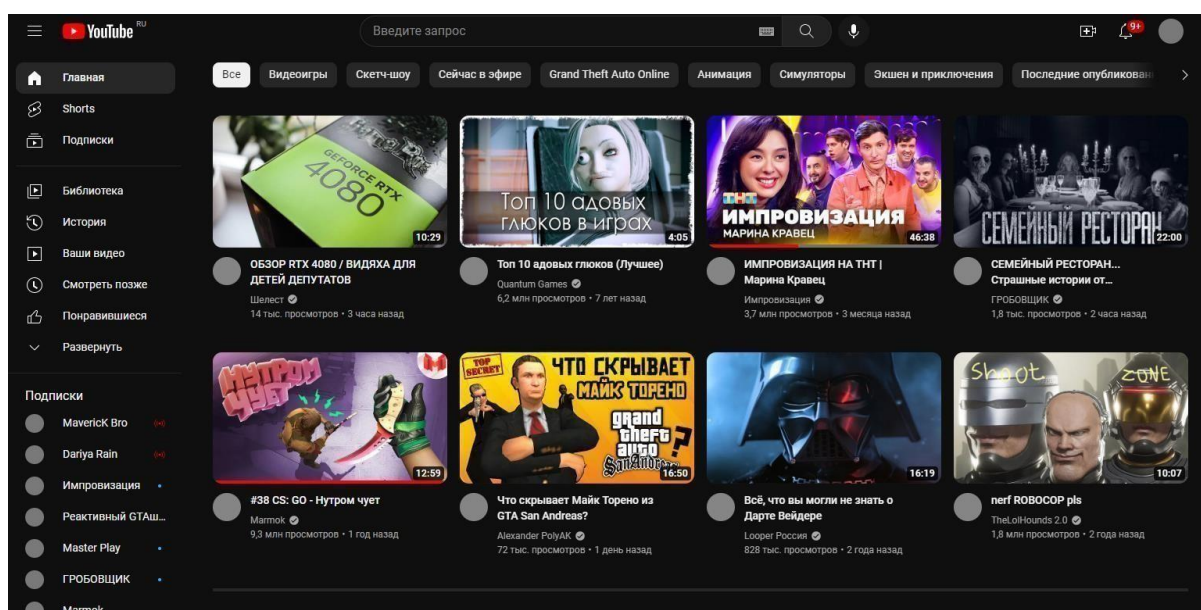 YouTube RU
Введите запрос
9+
Все
Видеоигры
Скетч-шоу
Сейчас в эфире
Grand Theft Auto Online
Анимация
Симуляторы
Экшен и приключения
Последние опубликован
Главная
Shorts
Подписки
Библиотека
История
Ваши видео
Смотреть позже
Понравившиеся
Развернуть
Подписки
MavericK Bro
Dariya Rain
Импровизация
Реактивный GTAш...
Master Play
ГРОБОВЩИК
Marmok
GEFORCE RTX
4080
10:29
ОБЗОР RTX 4080 / ВИДЯХА ДЛЯ
ДЕТЕЙ ДЕПУТАТОВ
Шелест
14 тыс. просмотров • 3 часа назад
Топ 10 адовых
глюков в играх
4:05
Топ 10 адовых глюков (Лучшее)
Quantum Games
6,2 млн просмотров • 7 лет назад
ТНТ
ИМПРОВИЗАЦИЯ
МАРИНА КРАВЕЦ
46:38
ИМПРОВИЗАЦИЯ НА ТНТ |
Марина Кравец
Импровизация
3,7 млн просмотров • 3 месяца назад
СЕМЕЙНЫЙ РЕСТОРАН
22:00
СЕМЕЙНЫЙ РЕСТОРАН...
Страшные истории от...
ГРОБОВЩИК
1,8 тыс. просмотров • 2 часа назад
НУТРОМ
ЧУЕТ
12:59
#38 CS: GO - Нутром чует
Marmok
9,3 млн просмотров • 1 год назад
TOP
SECRET
ЧТО СКРЫВАЕТ
МАЙК ТОРЕНО
grand
theft
auto
SanAndreas
?
16:50
Что скрывает Майк Торено из
GTA San Andreas?
Alexander PolyAK
72 тыс. просмотров • 1 день назад
16:19
Всё, что вы могли не знать о
Дарте Вейдере
Looper Россия
828 тыс. просмотров • 2 года назад
Shoot ZONE
10:07
nerf ROBOCOP pls
TheLolHounds 2.0
1,8 млн просмотров • 2 года назад